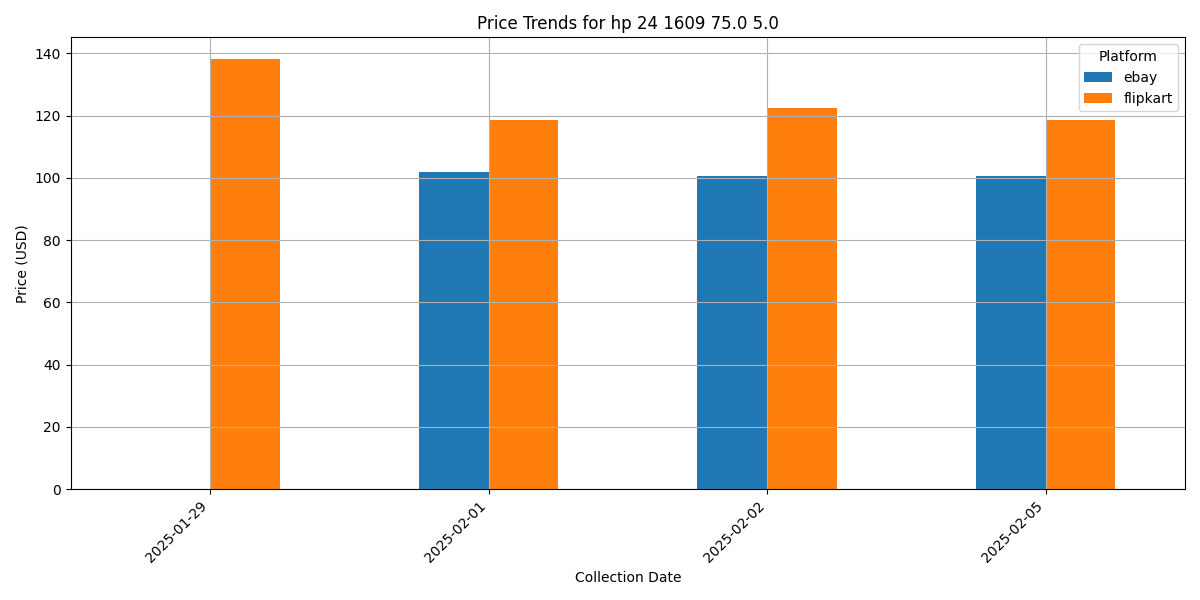 Price Trends for hp 24 1609 75.0 5.0
Platform
ebay
flipkart
Price (USD)
140
120
100
80
60
40
20
0
2025-01-29
2025-02-01
2025-02-02
2025-02-05
Collection Date